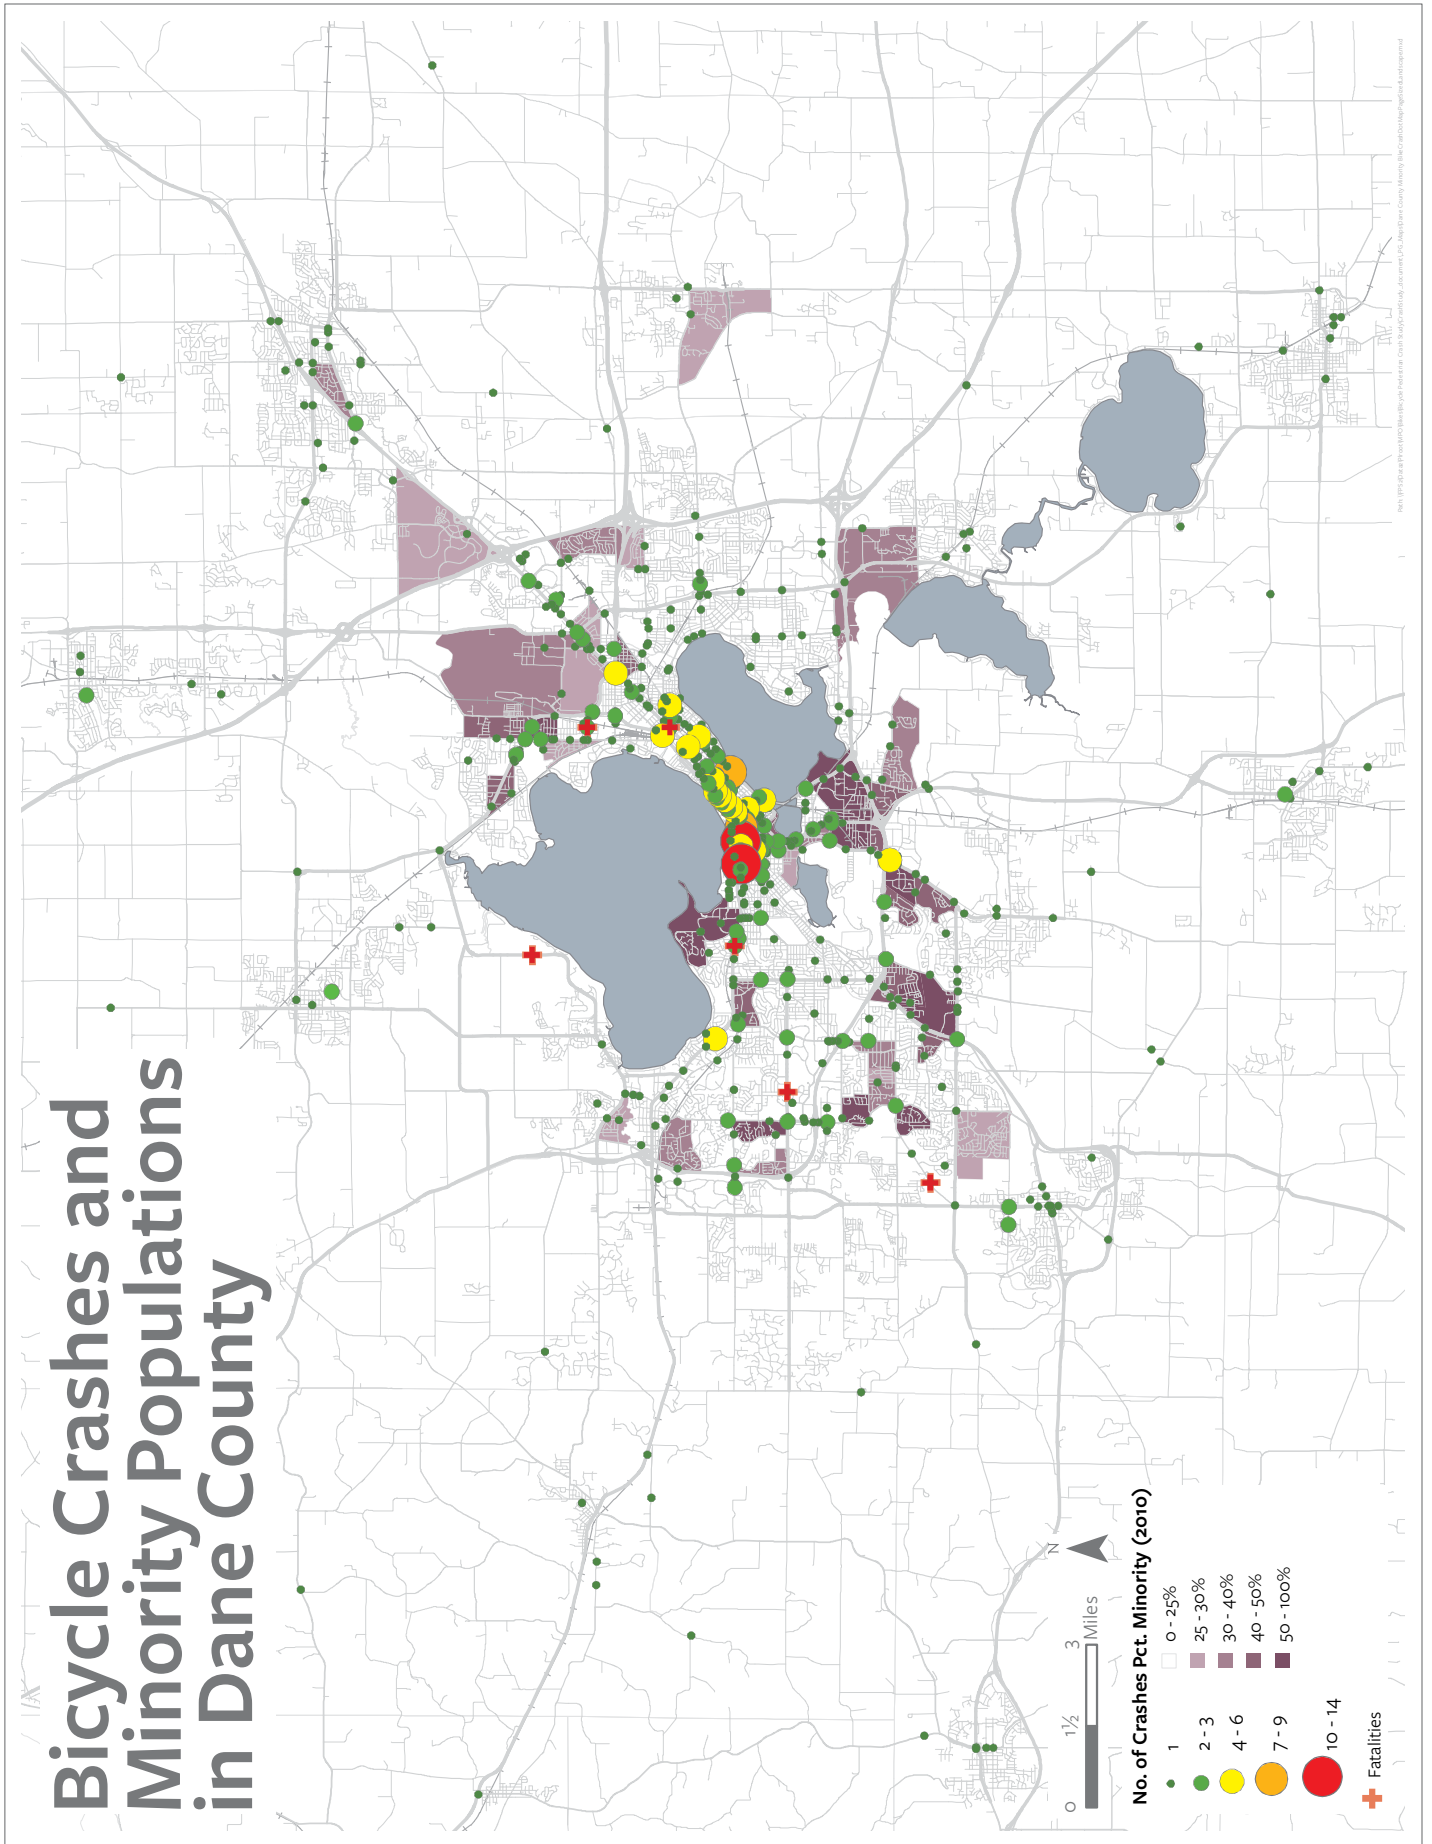 Bicycle Crashes and
Minority Populations
in Dane County
N
0 1½ 3 Miles
No. of Crashes
1
2 - 3
4 - 6
7 - 9
10 - 14
Fatalities
Pct. Minority (2010)
0 - 25%
25 - 30%
30 - 40%
40 - 50%
50 - 100%